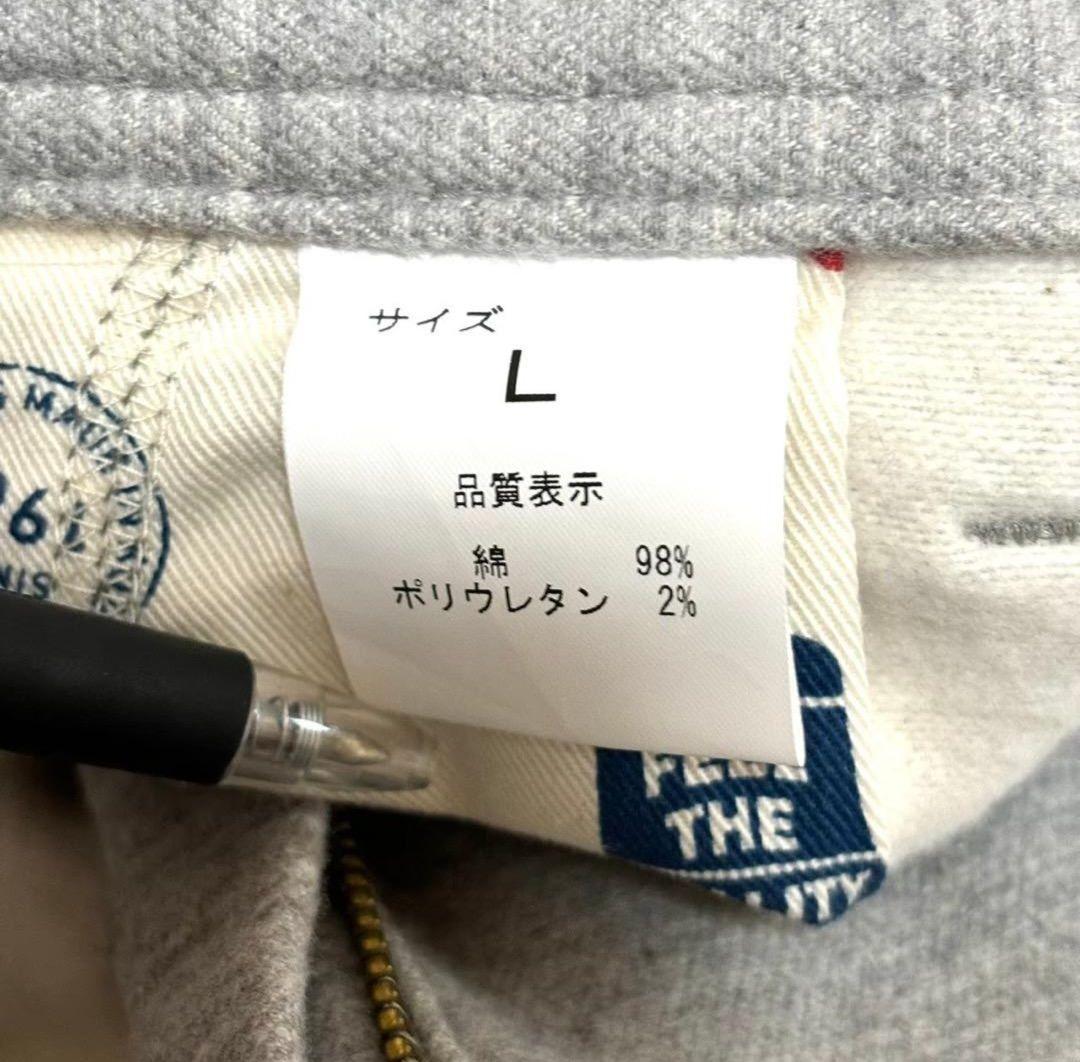 サイズ
L
品質表示
綿 98%
ポリウレタン 2%
THE